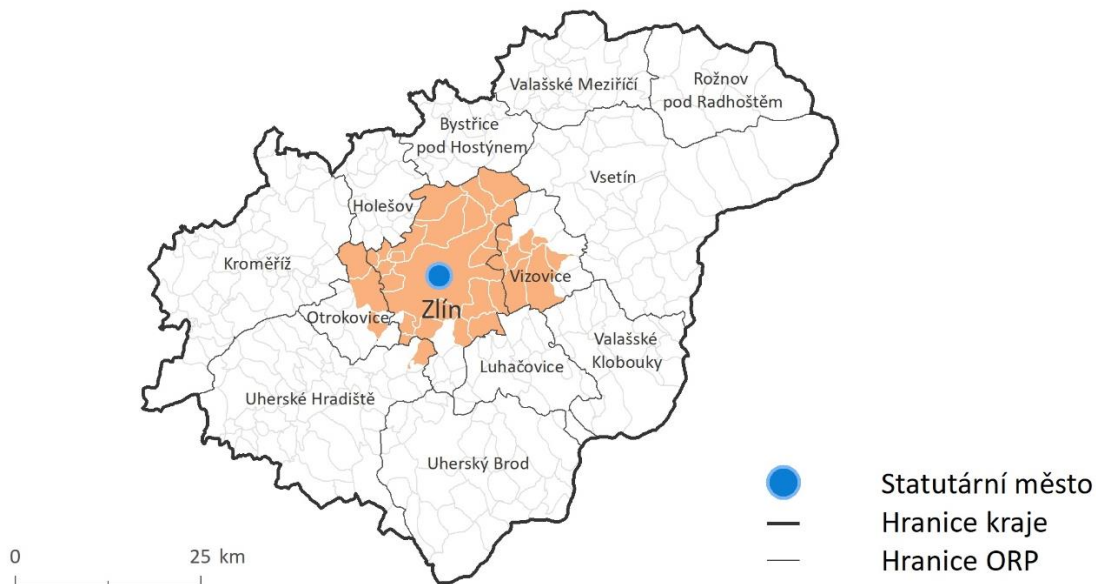 Valašské Meziříčí
Rožnov
pod Radhoštěm
Bystřice
pod Hostýnem
Vsetín
Holešov
Kroměříž
Vizovice
Zlín
Otrokovice
Valašské
Klobouky
Luhačovice
Uherské Hradiště
Uherský Brod
Statutární město
Hranice kraje
Hranice ORP
0 25 km